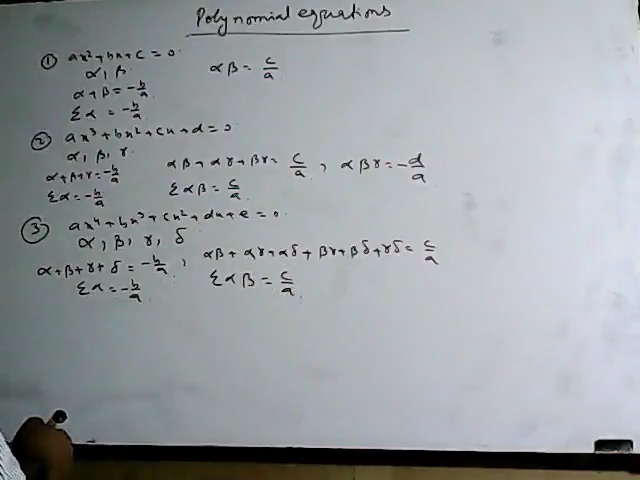 Polynomial equations
① ax² + bx + c = 0
α, β
αβ = c/a
α + β = -b/a
Σα = -b/a
② ax³ + bx² + cx + d = 0
α, β, γ
α + β + γ = -b/a
αβ + αγ + βγ = c/a , αβγ = -d/a
Σα = -b/a
Σαβ = c/a
③ ax⁴ + bx³ + cx² + dx + e = 0
α, β, γ, δ
α + β + γ + δ = -b/a , αβ + αγ + αδ + βγ + βδ + γδ = c/a
Σα = -b/a
Σαβ = c/a